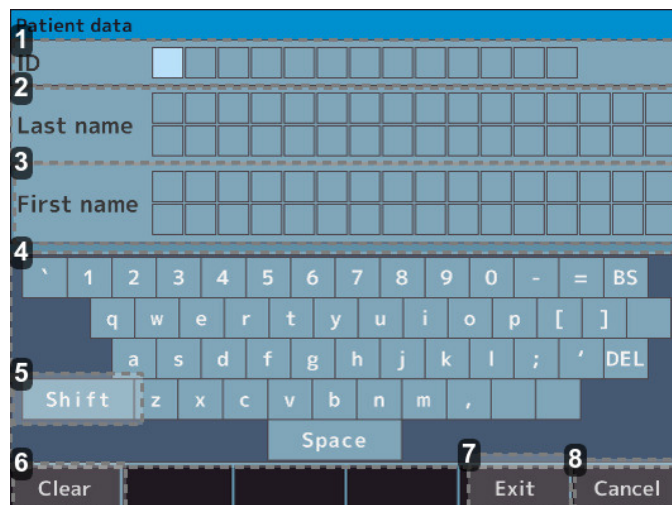 Patient data
1
ID
2
Last name
3
First name
4
` 1 2 3 4 5 6 7 8 9 0 - = BS
q w e r t y u i o p [ ]
a s d f g h j k l ; ' DEL
5
Shift z x c v b n m ,
Space
6 7 8
Clear Exit Cancel